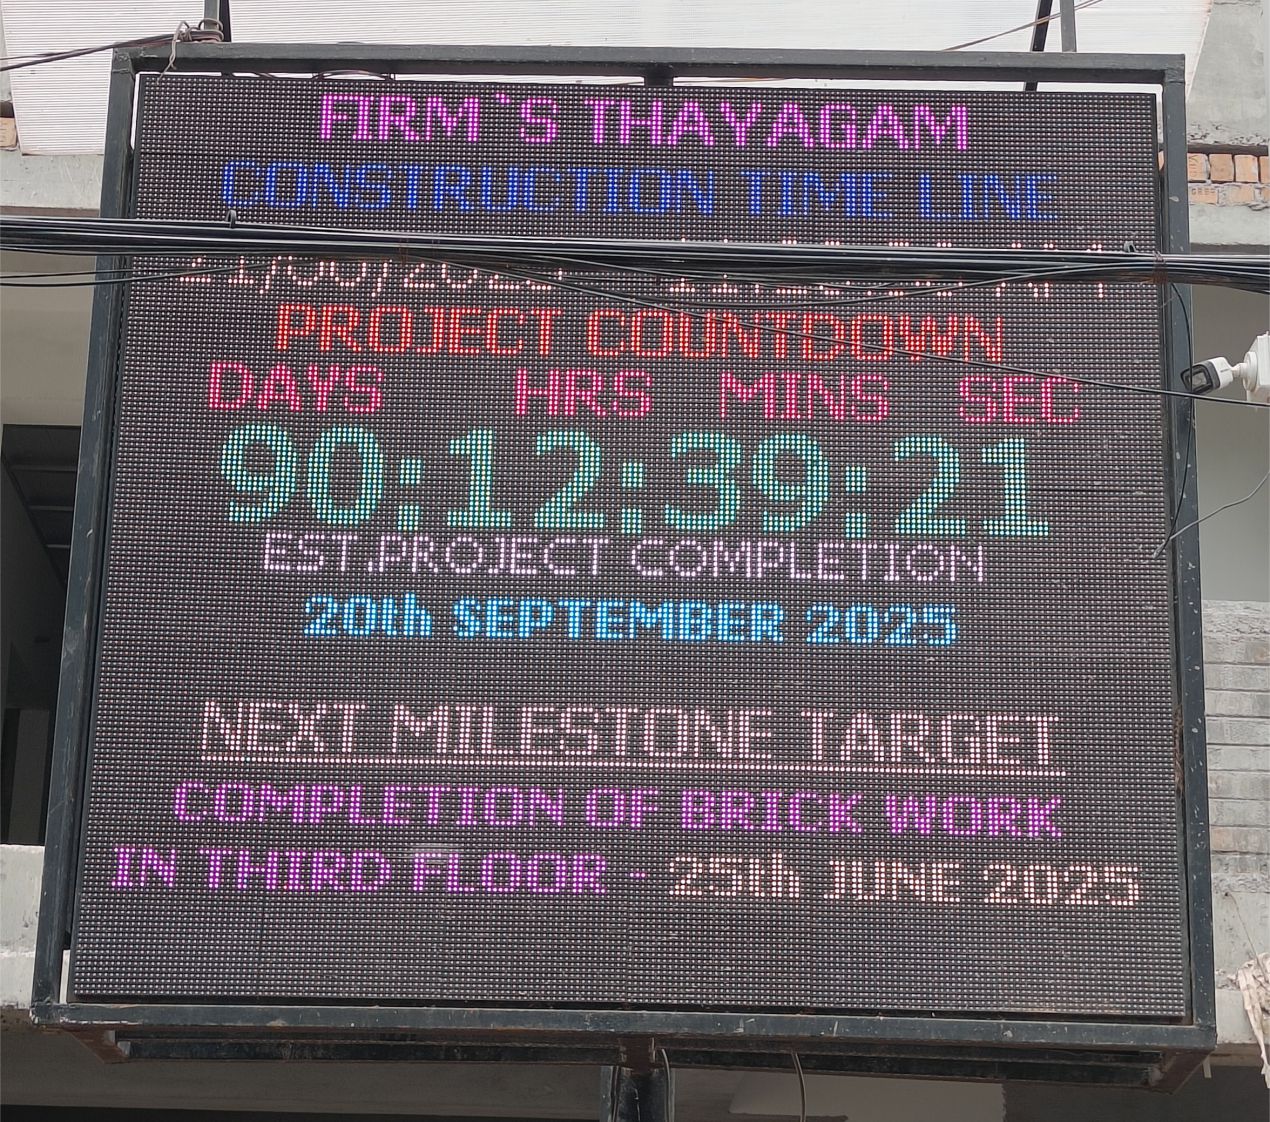 FIRM`S THAYAGAM
CONSTRUCTION TIME LINE
PROJECT COUNTDOWN
DAYS HRS MINS SEC
90:12:39:21
EST.PROJECT COMPLETION
20th SEPTEMBER 2025
NEXT MILESTONE TARGET
COMPLETION OF BRICK WORK
IN THIRD FLOOR - 25th JUNE 2025